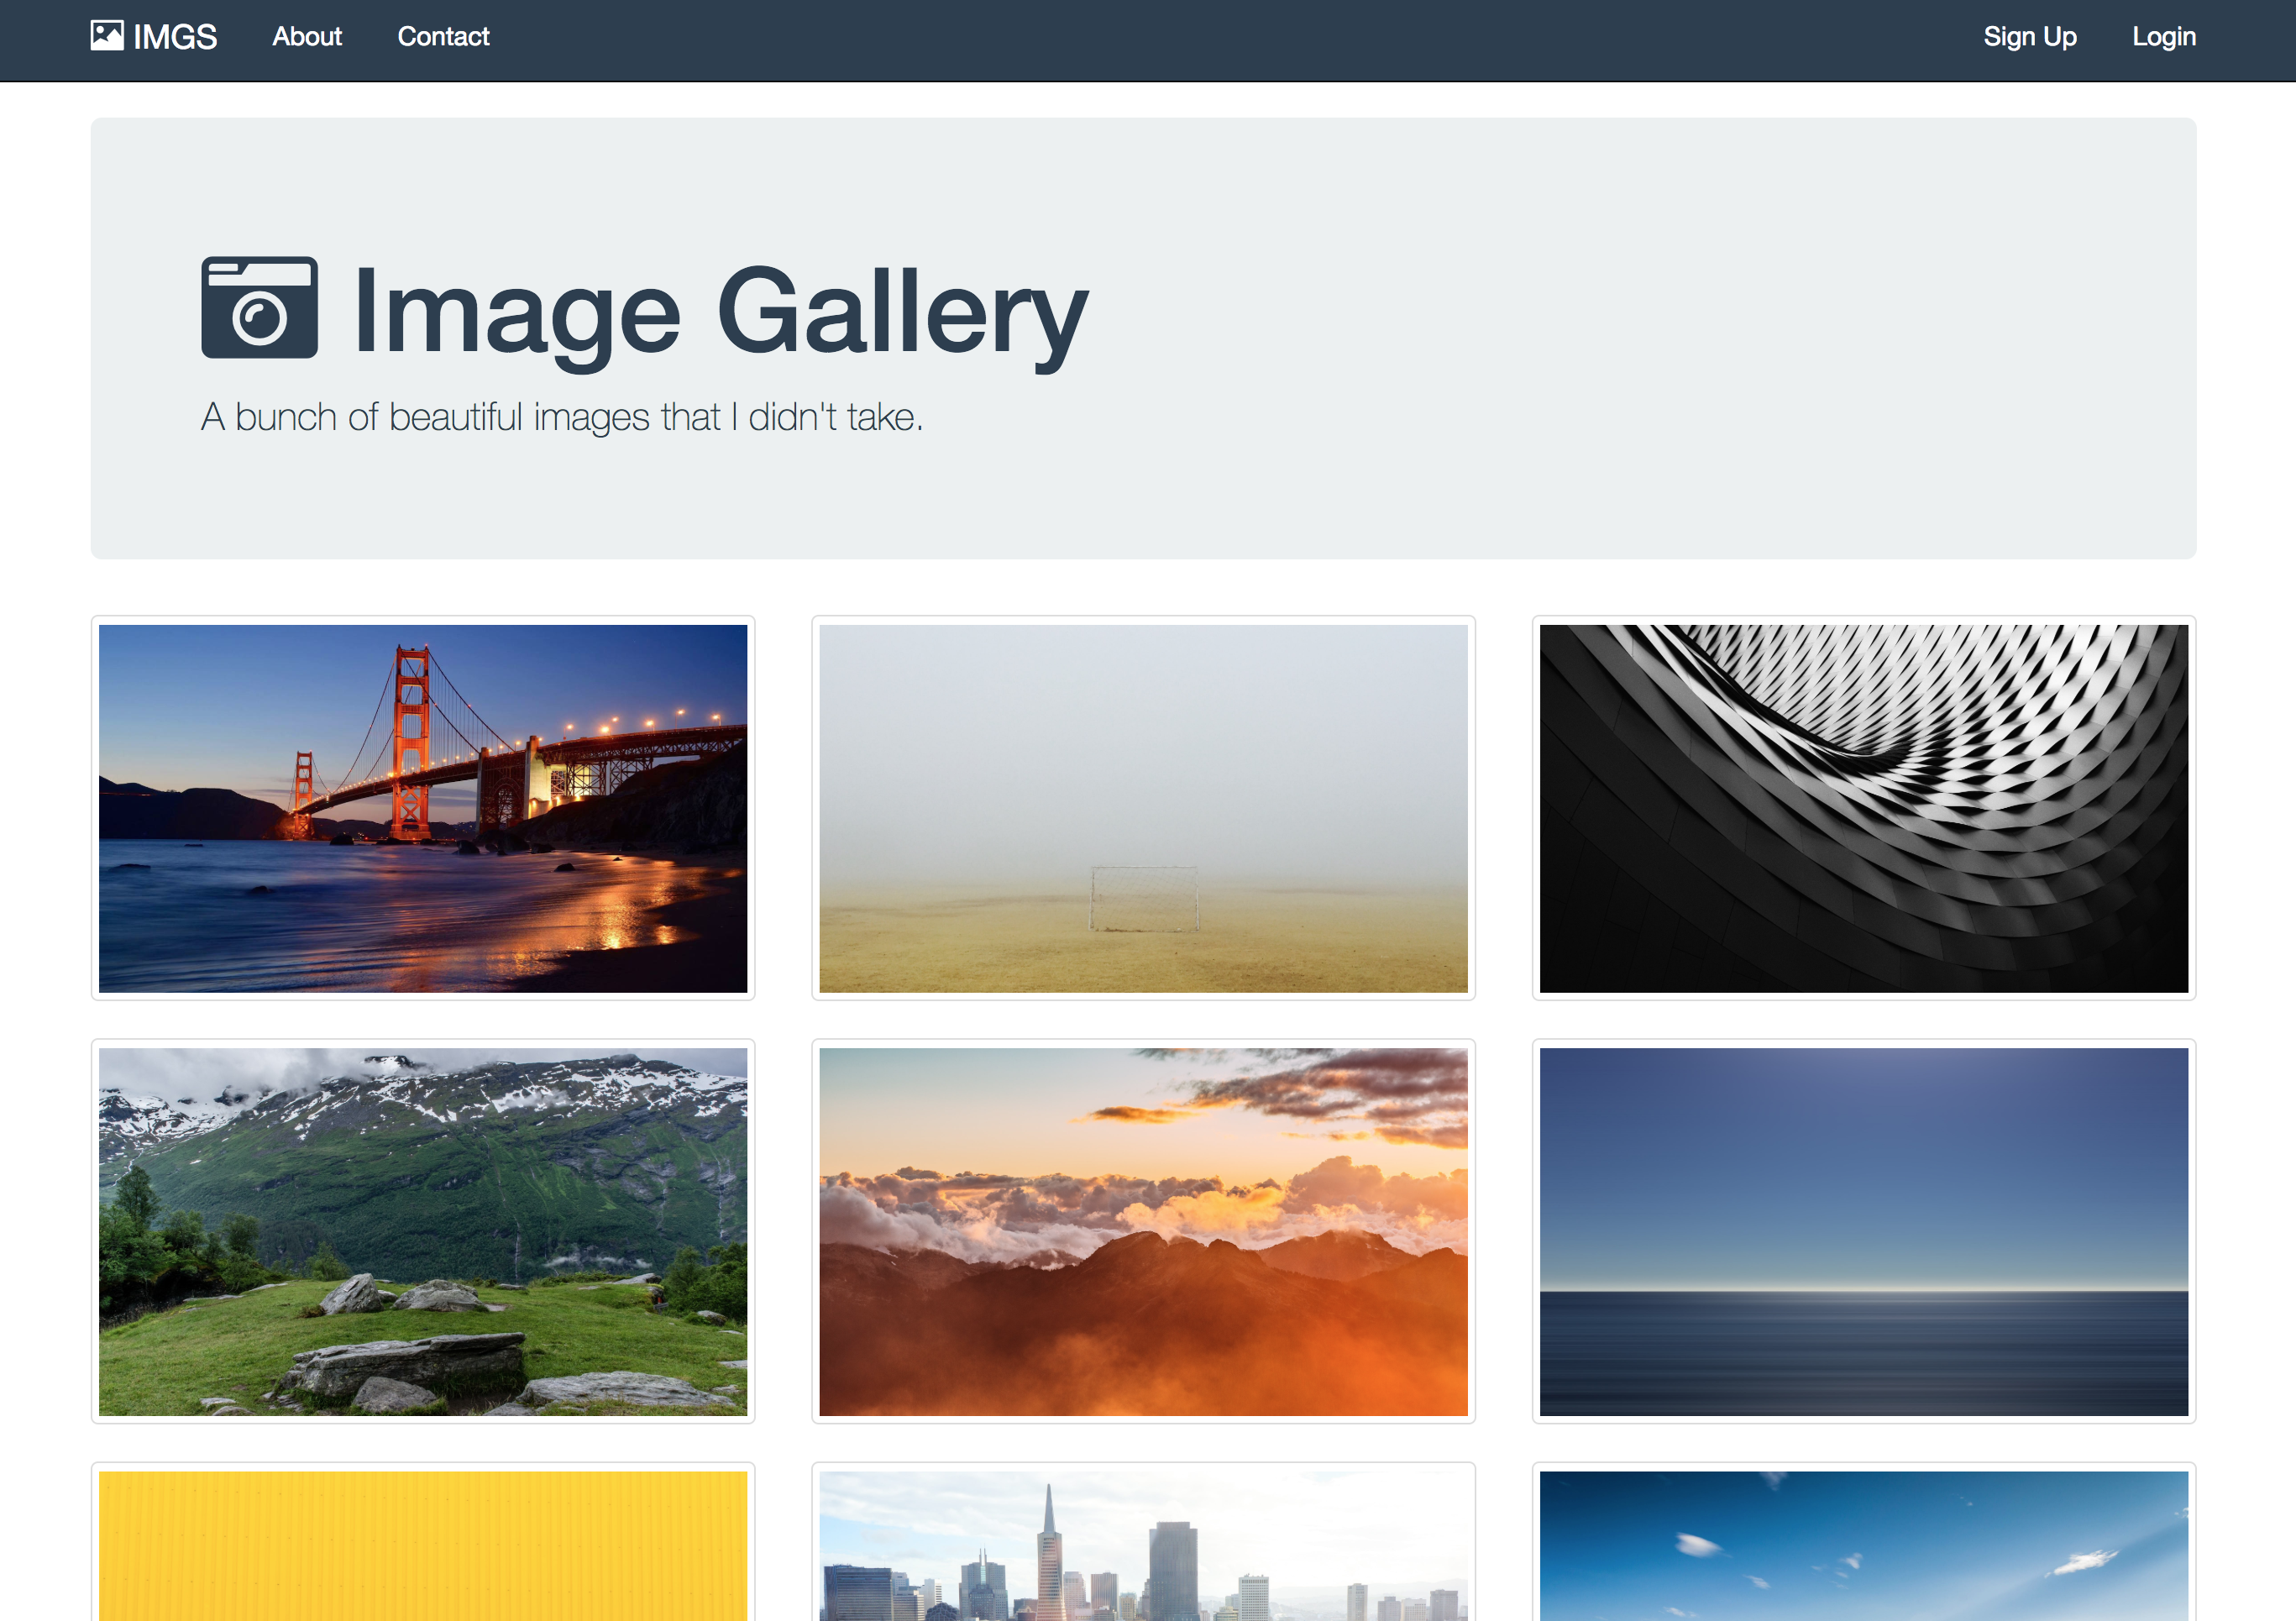 IMGS About Contact Sign Up Login
Image Gallery
A bunch of beautiful images that I didn't take.